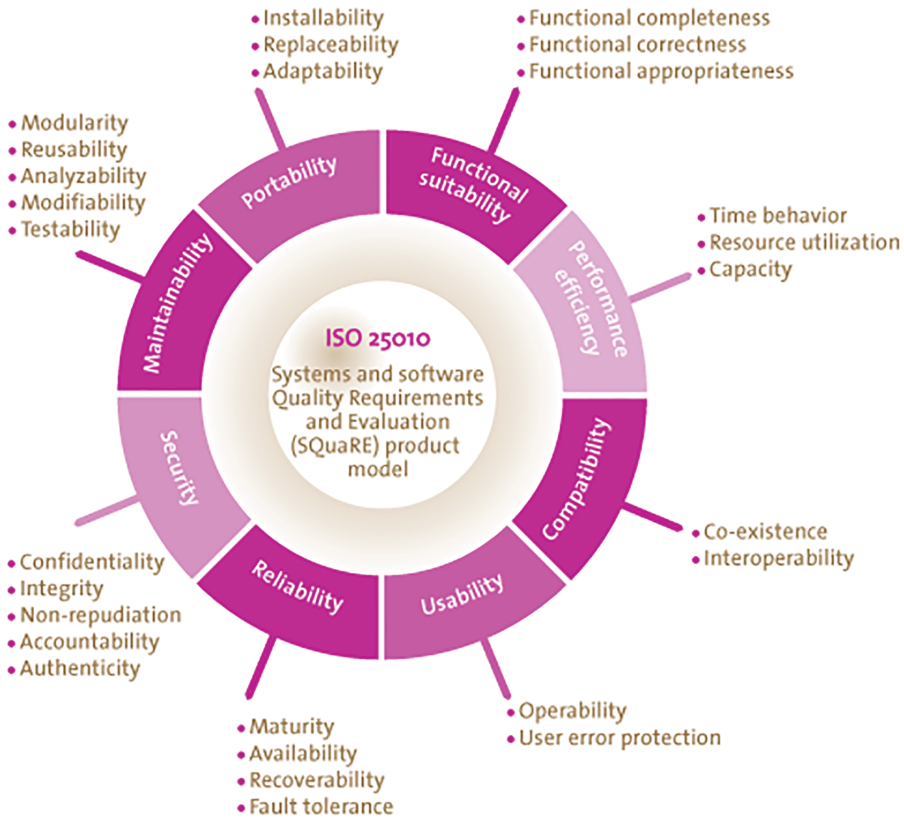 • Installability
• Replaceability
• Adaptability
• Functional completeness
• Functional correctness
• Functional appropriateness
• Modularity
• Reusability
• Analyzability
• Modifiability
• Testability
• Time behavior
• Resource utilization
• Capacity
Portability
Functional
suitability
Performance
efficiency
Maintainability
ISO 25010
Systems and software
Quality Requirements
and Evaluation
(SQuaRE) product
model
Security
Compatibility
Reliability
Usability
• Co-existence
• Interoperability
• Confidentiality
• Integrity
• Non-repudiation
• Accountability
• Authenticity
• Maturity
• Availability
• Recoverability
• Fault tolerance
• Operability
• User error protection